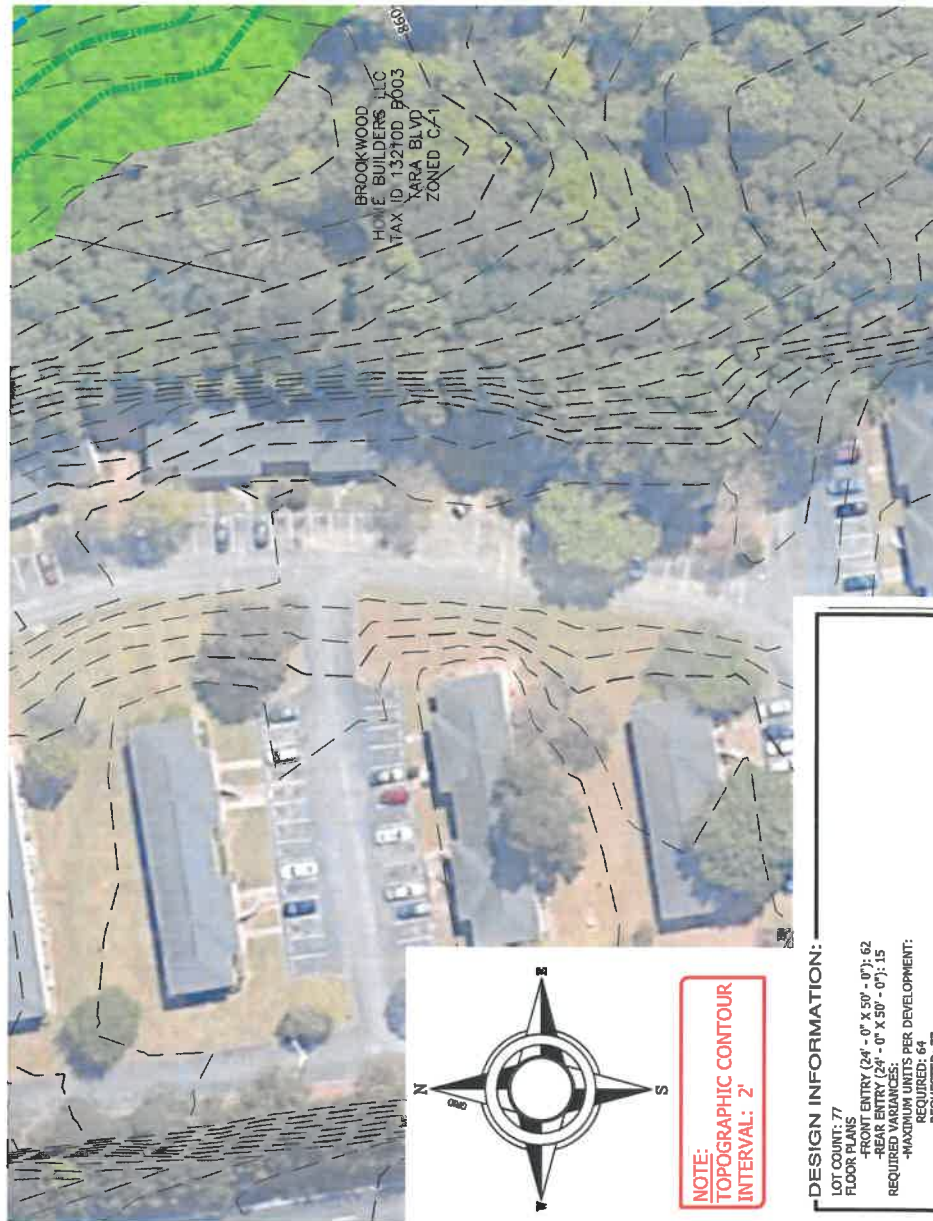 860
BROOKWOOD
HOME BUILDERS LLC
TAX ID 13210D B003
TARA BLVD
ZONED C-1
N
E
S
W
NOTE:
TOPOGRAPHIC CONTOUR
INTERVAL: 2'
DESIGN INFORMATION:
LOT COUNT: 77
FLOOR PLANS
-FRONT ENTRY (24' - 0" X 50' - 0"): 62
-REAR ENTRY (24' - 0" X 50' - 0"): 15
REQUIRED VARIANCES:
-MAXIMUM UNITS PER DEVELOPMENT:
REQUIRED: 64